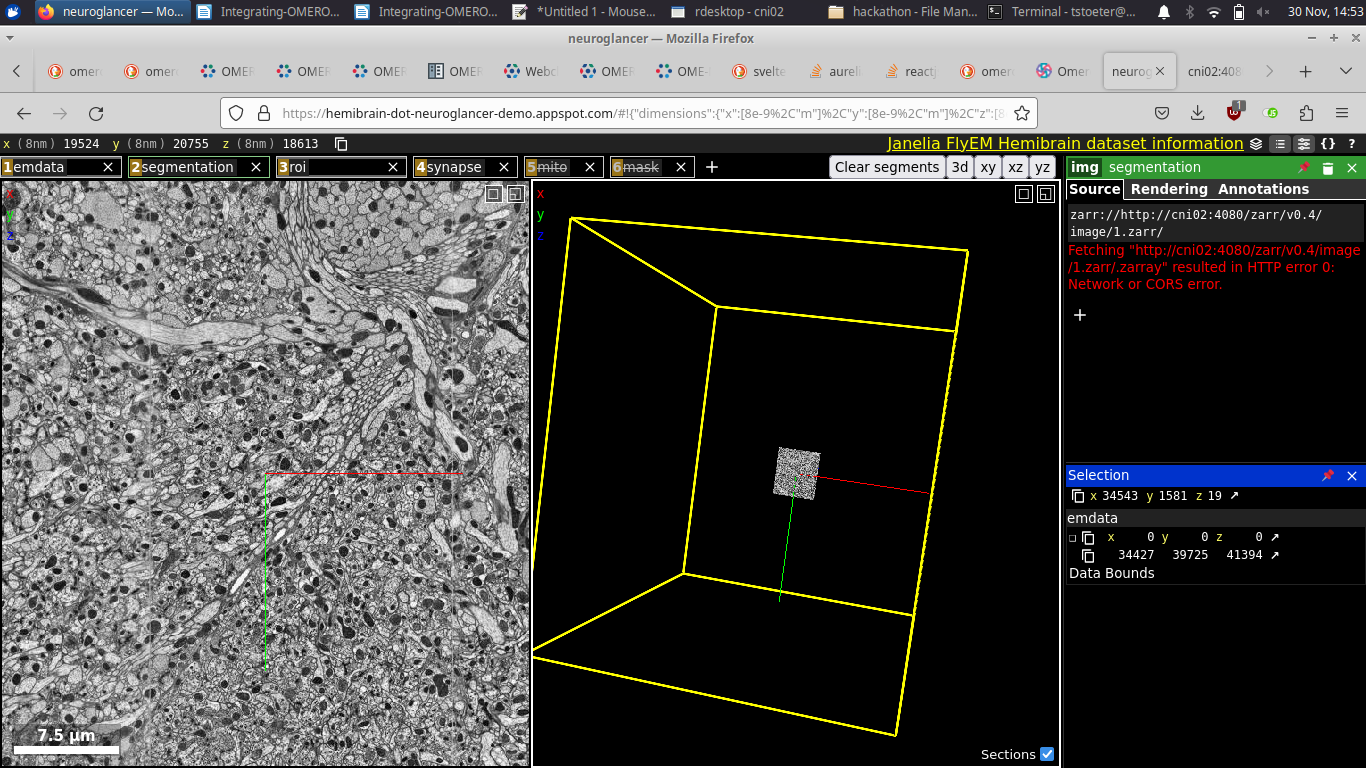 neuroglancer — Mo...
Integrating-OMERO...
Integrating-OMERO...
*Untitled 1 - Mouse...
rdesktop - cni02
hackathon - File Man...
Terminal - tstoeter@...
30 Nov, 14:53
neuroglancer — Mozilla Firefox
omer
omer
OMER
OMER
OMER
OME
Webc
OMER
OME-
svelte
aureli
reactj
omer
Omer
neurog
cni02:408
https://hemibrain-dot-neuroglancer-demo.appspot.com/#!{"dimensions":{"x":[8e-9%2C"m"]%2C"y":[8e-9%2C"m"]%2C"z":[8
1
x (8nm) 19524 y (8nm) 20755 z (8nm) 18613
Janelia FlyEM Hemibrain dataset information
{} ?
1emdata
2segmentation
3roi
4synapse
5mito
6mask
Clear segments
3d
xy
xz
yz
img segmentation
Source Rendering Annotations
zarr://http://cni02:4080/zarr/v0.4/
image/1.zarr/
Fetching "http://cni02:4080/zarr/v0.4/image
/1.zarr/.zarray" resulted in HTTP error 0:
Network or CORS error.
x
y
z
x
y
z
Selection
x 34543 y 1581 z 19
emdata
x 0 y 0 z 0
34427 39725 41394
Data Bounds
7.5 µm
Sections